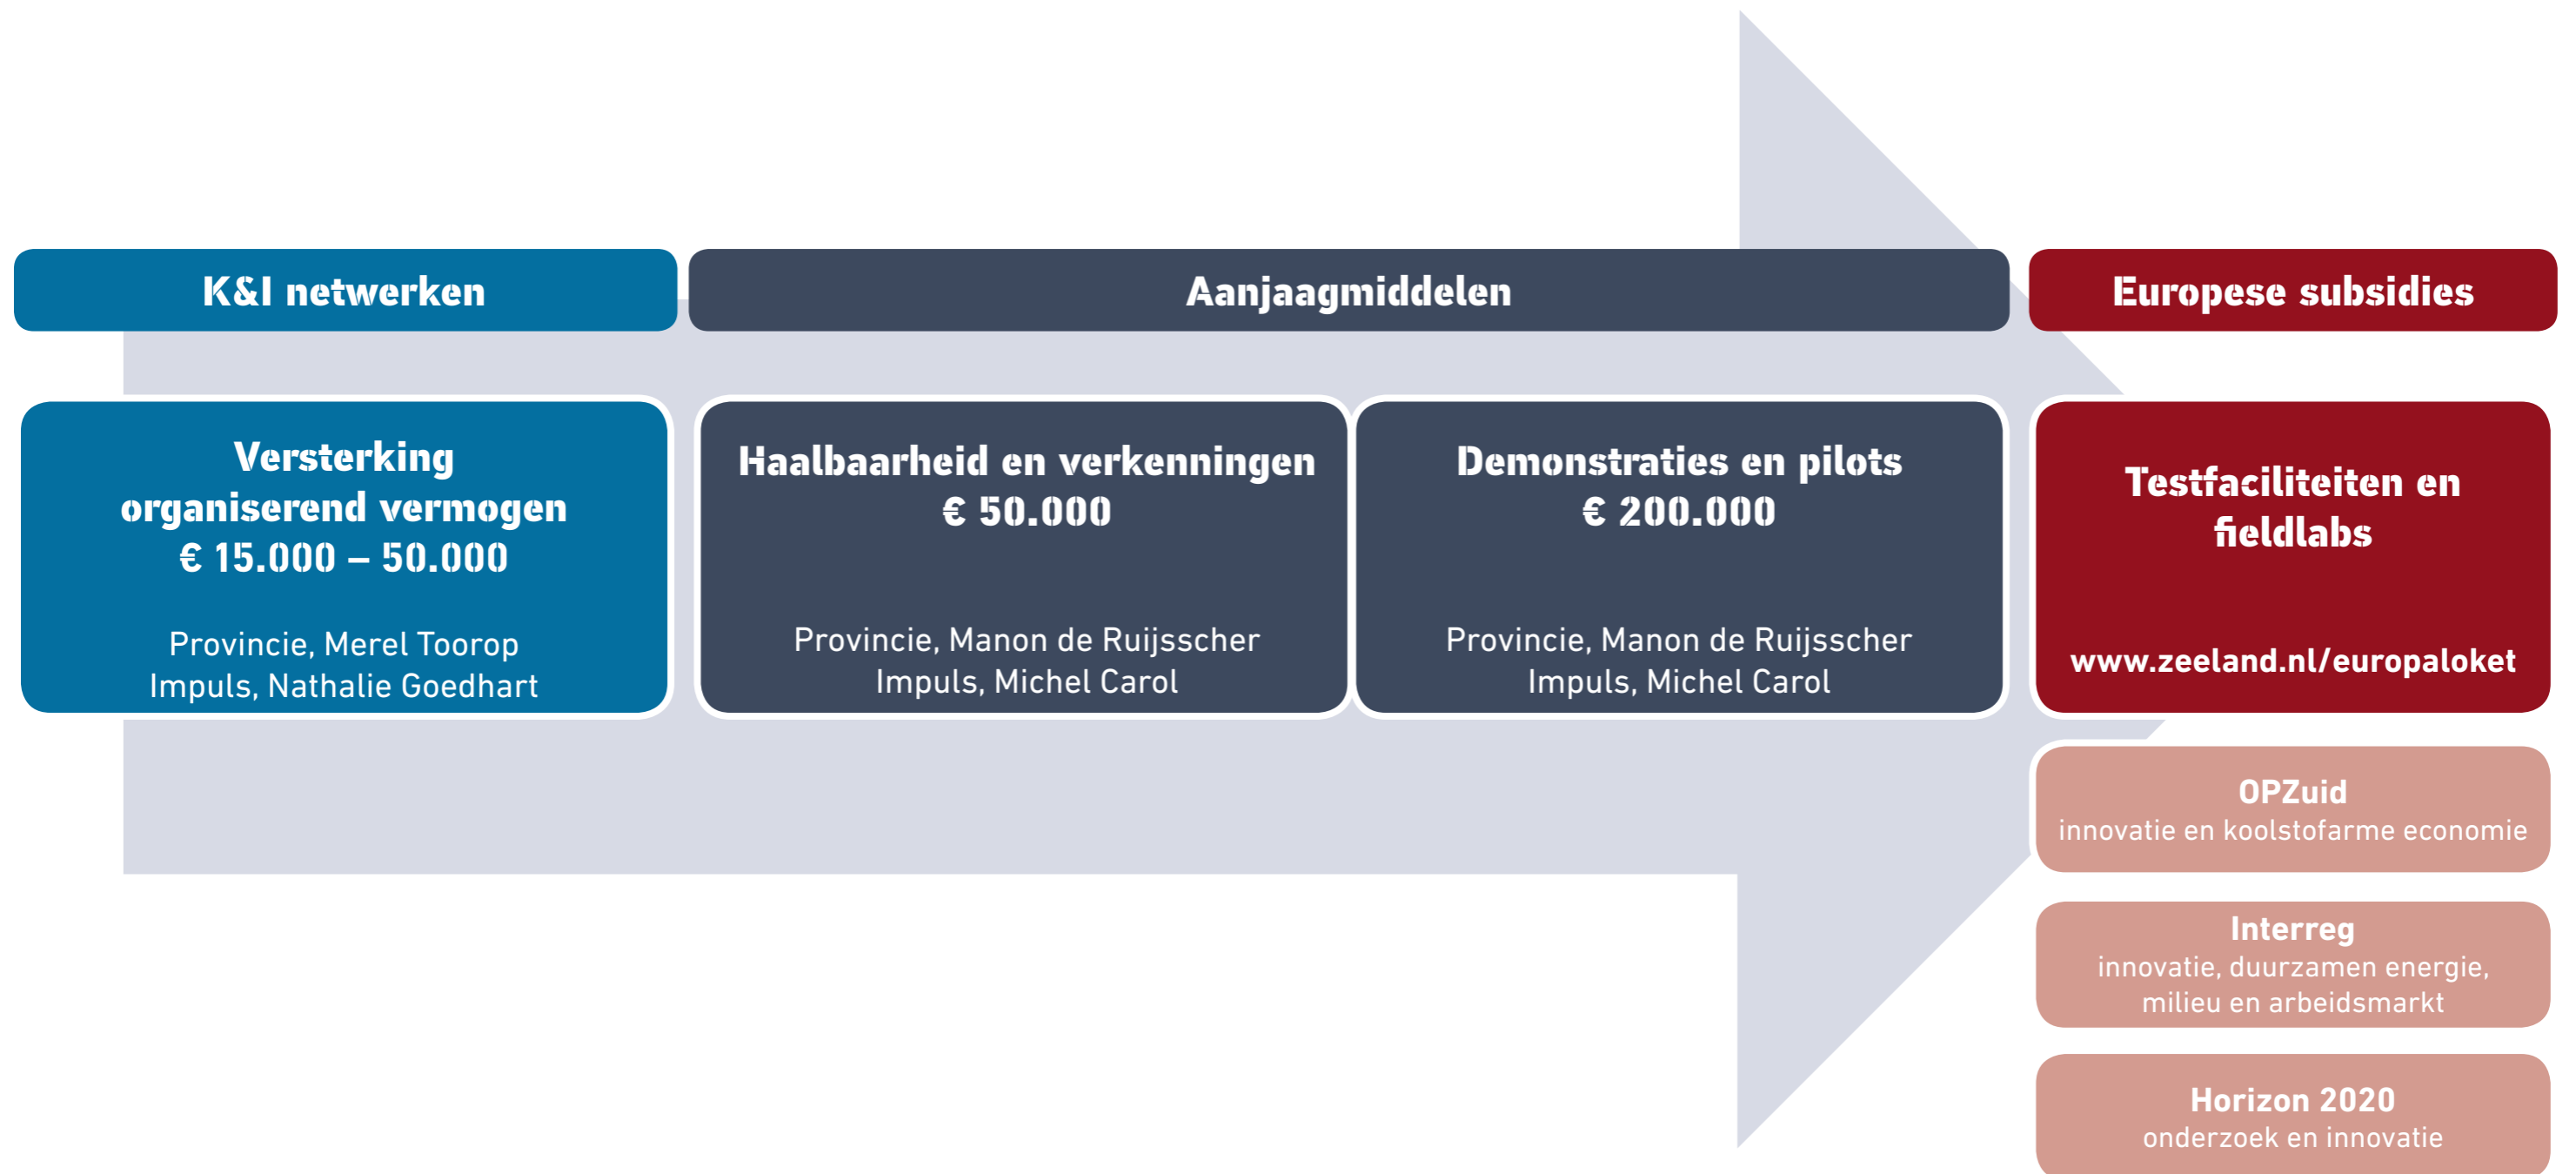 K&I netwerken
Aanjaagmiddelen
Europese subsidies
Versterking
organiserend vermogen
€ 15.000 – 50.000
Provincie, Merel Toorop
Impuls, Nathalie Goedhart
Haalbaarheid en verkenningen
€ 50.000
Provincie, Manon de Ruijsscher
Impuls, Michel Carol
Demonstraties en pilots
€ 200.000
Provincie, Manon de Ruijsscher
Impuls, Michel Carol
Testfaciliteiten en
fieldlabs
www.zeeland.nl/europaloket
OPZuid
innovatie en koolstofarme economie
Interreg
innovatie, duurzamen energie,
milieu en arbeidsmarkt
Horizon 2020
onderzoek en innovatie